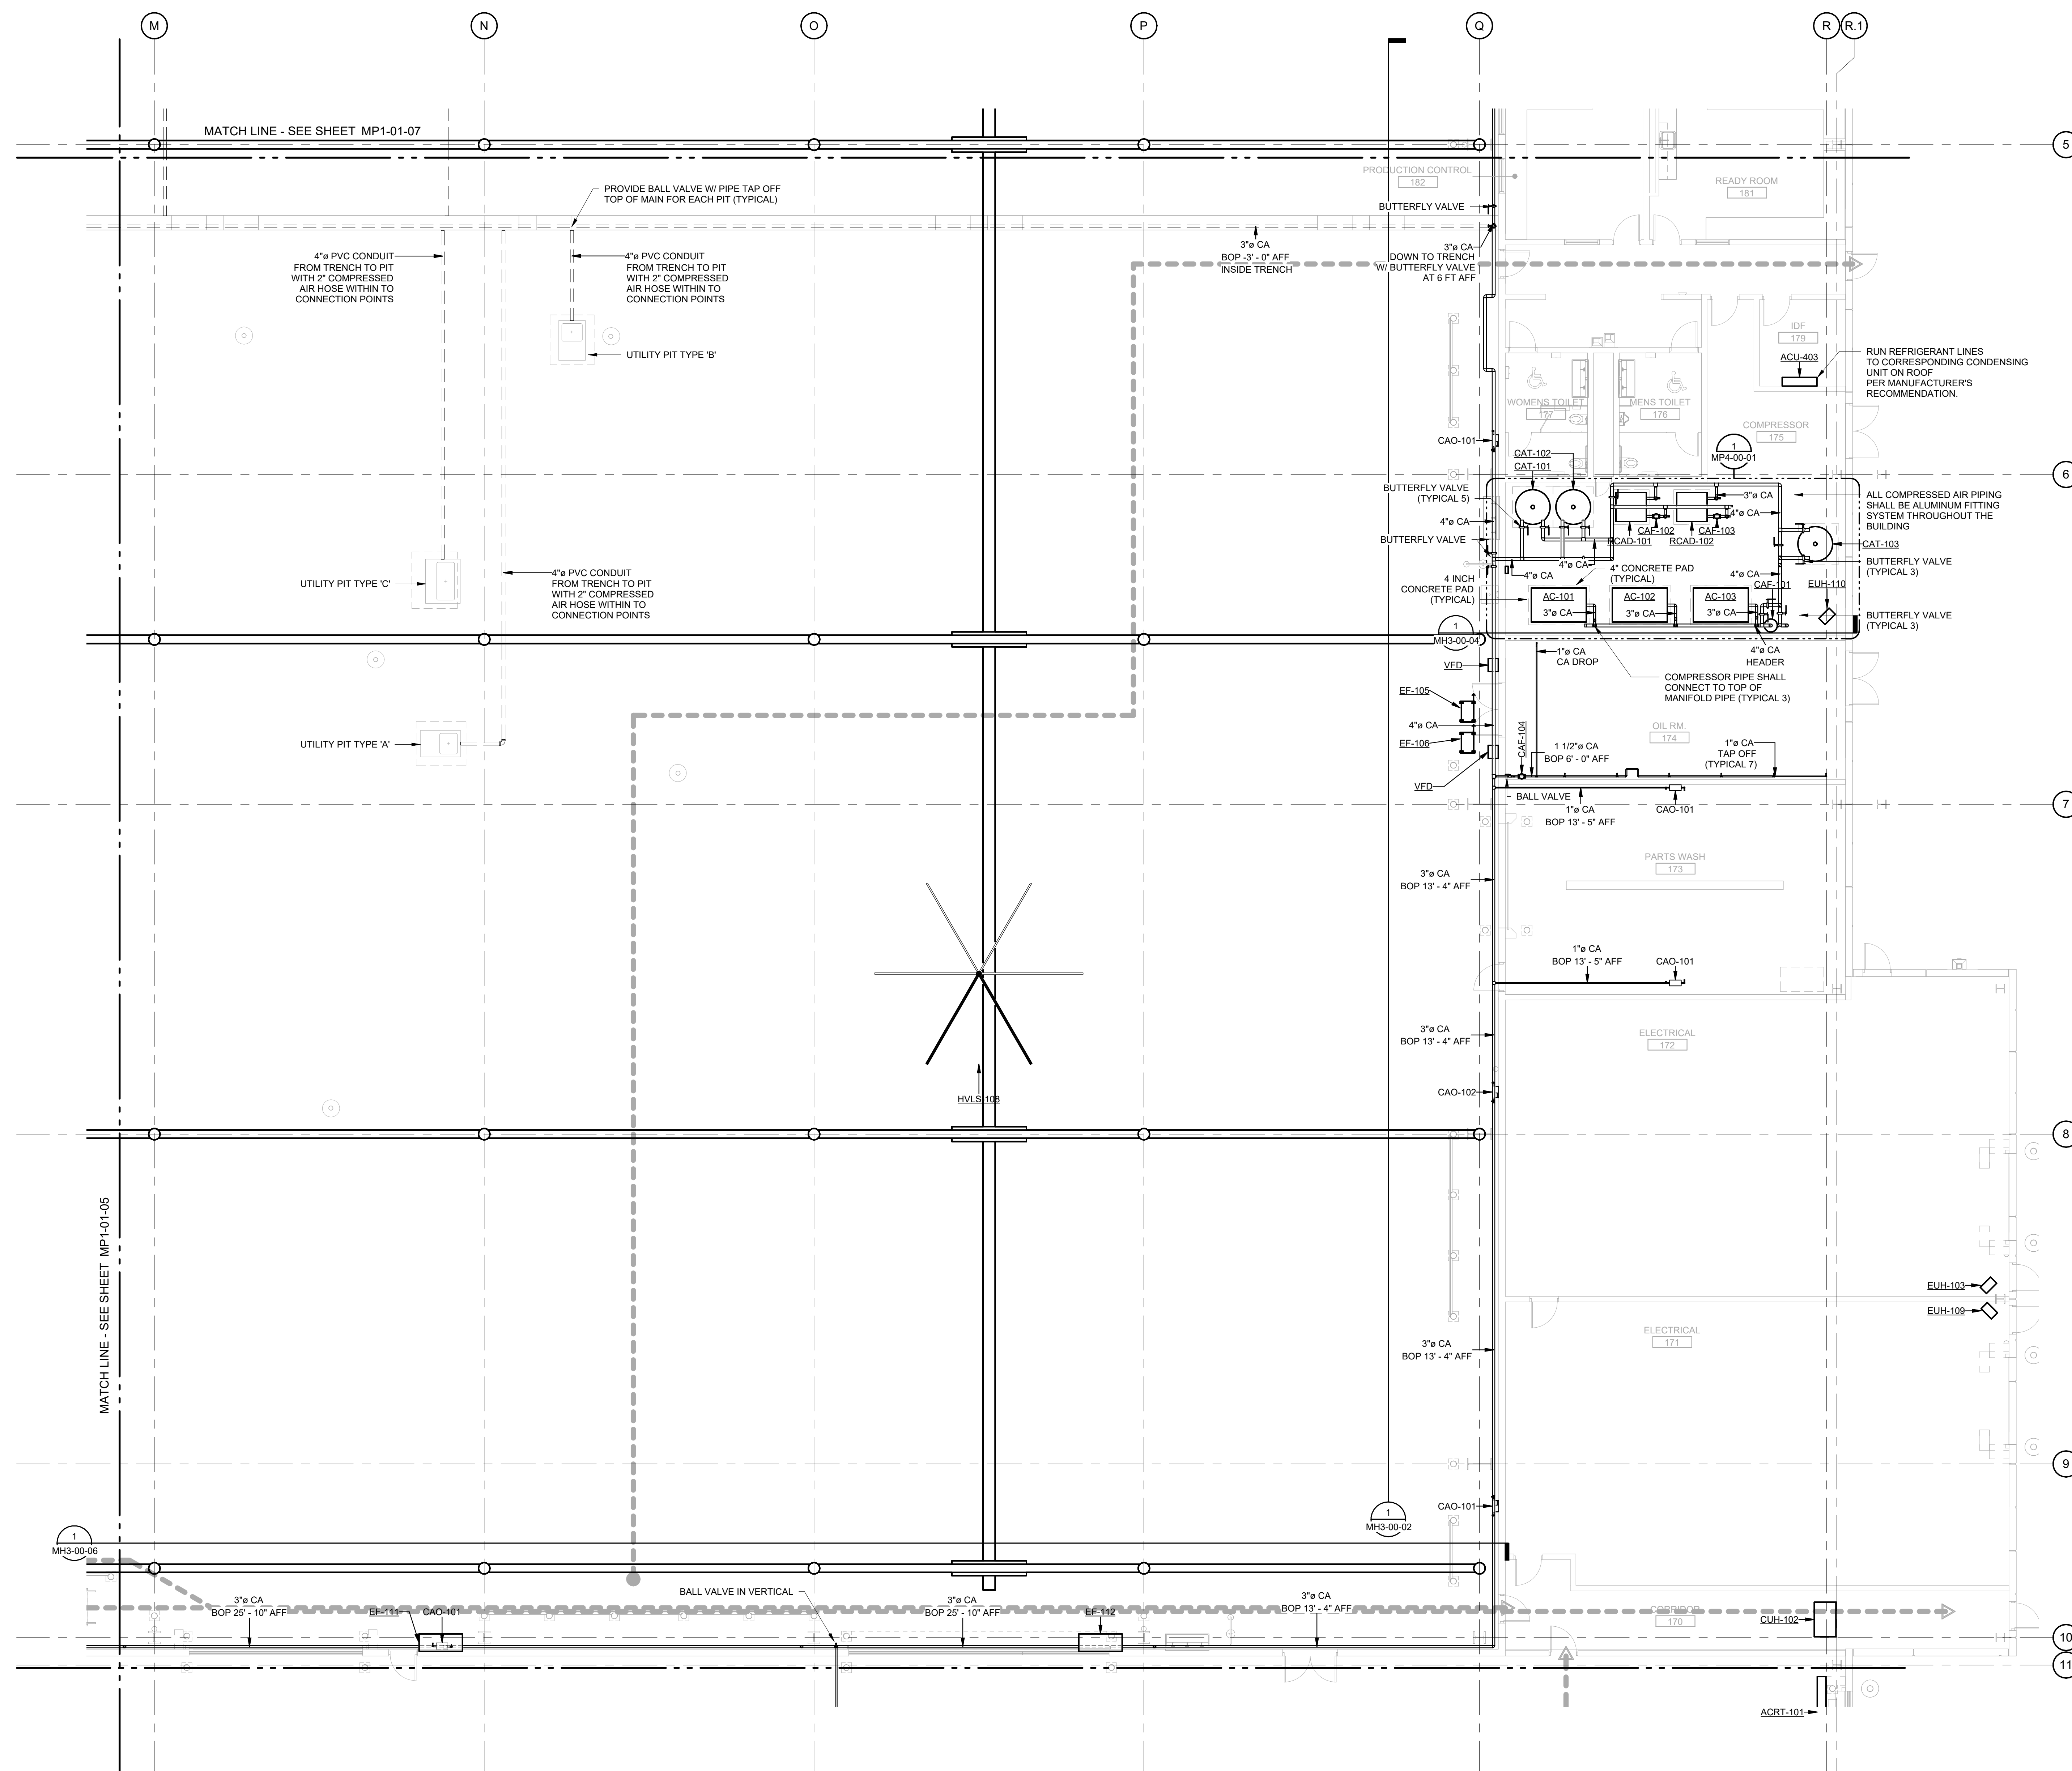 M
N
O
P
Q
R
R.1
5
MATCH LINE - SEE SHEET MP1-01-07
PRODUCTION CONTROL
182
READY ROOM
181
PROVIDE BALL VALVE W/ PIPE TAP OFF
TOP OF MAIN FOR EACH PIT (TYPICAL)
BUTTERFLY VALVE
4"ø PVC CONDUIT
FROM TRENCH TO PIT
WITH 2" COMPRESSED
AIR HOSE WITHIN TO
CONNECTION POINTS
4"ø PVC CONDUIT
FROM TRENCH TO PIT
WITH 2" COMPRESSED
AIR HOSE WITHIN TO
CONNECTION POINTS
3"ø CA
BOP -3' - 0" AFF
INSIDE TRENCH
3"ø CA
DOWN TO TRENCH
W/ BUTTERFLY VALVE
AT 6 FT AFF
UTILITY PIT TYPE 'B'
IDF
179
ACU-403
RUN REFRIGERANT LINES
TO CORRESPONDING CONDENSING
UNIT ON ROOF
PER MANUFACTURER'S
RECOMMENDATION.
WOMENS TOILET
177
MENS TOILET
176
COMPRESSOR
175
CAO-101
1
MP4-00-01
6
CAT-102
CAT-101
BUTTERFLY VALVE
(TYPICAL 5)
4"ø CA
BUTTERFLY VALVE
3"ø CA
4"ø CA
ALL COMPRESSED AIR PIPING
SHALL BE ALUMINUM FITTING
SYSTEM THROUGHOUT THE
BUILDING
CAF-102
CAF-103
RCAD-101
RCAD-102
CAT-103
BUTTERFLY VALVE
(TYPICAL 3)
4"ø CA
4"ø CA
4" CONCRETE PAD
(TYPICAL)
4"ø CA
CAF-101
EUH-110
4 INCH
CONCRETE PAD
(TYPICAL)
AC-101
3"ø CA
AC-102
3"ø CA
AC-103
3"ø CA
BUTTERFLY VALVE
(TYPICAL 3)
UTILITY PIT TYPE 'C'
4"ø PVC CONDUIT
FROM TRENCH TO PIT
WITH 2" COMPRESSED
AIR HOSE WITHIN TO
CONNECTION POINTS
1
MH3-00-04
1"ø CA
CA DROP
4"ø CA
HEADER
VFD
COMPRESSOR PIPE SHALL
CONNECT TO TOP OF
MANIFOLD PIPE (TYPICAL 3)
EF-105
4"ø CA
EF-106
CAF-104
OIL RM.
174
1 1/2"ø CA
BOP 6' - 0" AFF
1"ø CA
TAP OFF
(TYPICAL 7)
UTILITY PIT TYPE 'A'
VFD
BALL VALVE
1"ø CA
BOP 13' - 5" AFF
CAO-101
7
PARTS WASH
173
3"ø CA
BOP 13' - 4" AFF
1"ø CA
BOP 13' - 5" AFF
CAO-101
3"ø CA
BOP 13' - 4" AFF
ELECTRICAL
172
HVLS-108
CAO-102
8
MATCH LINE - SEE SHEET MP1-01-05
EUH-103
EUH-109
3"ø CA
BOP 13' - 4" AFF
ELECTRICAL
171
9
CAO-101
1
MH3-00-02
1
MH3-00-06
BALL VALVE IN VERTICAL
3"ø CA
BOP 25' - 10" AFF
EF-111
CAO-101
3"ø CA
BOP 25' - 10" AFF
EF-112
3"ø CA
BOP 13' - 4" AFF
CORRIDOR
170
CUH-102
10
11
ACRT-101